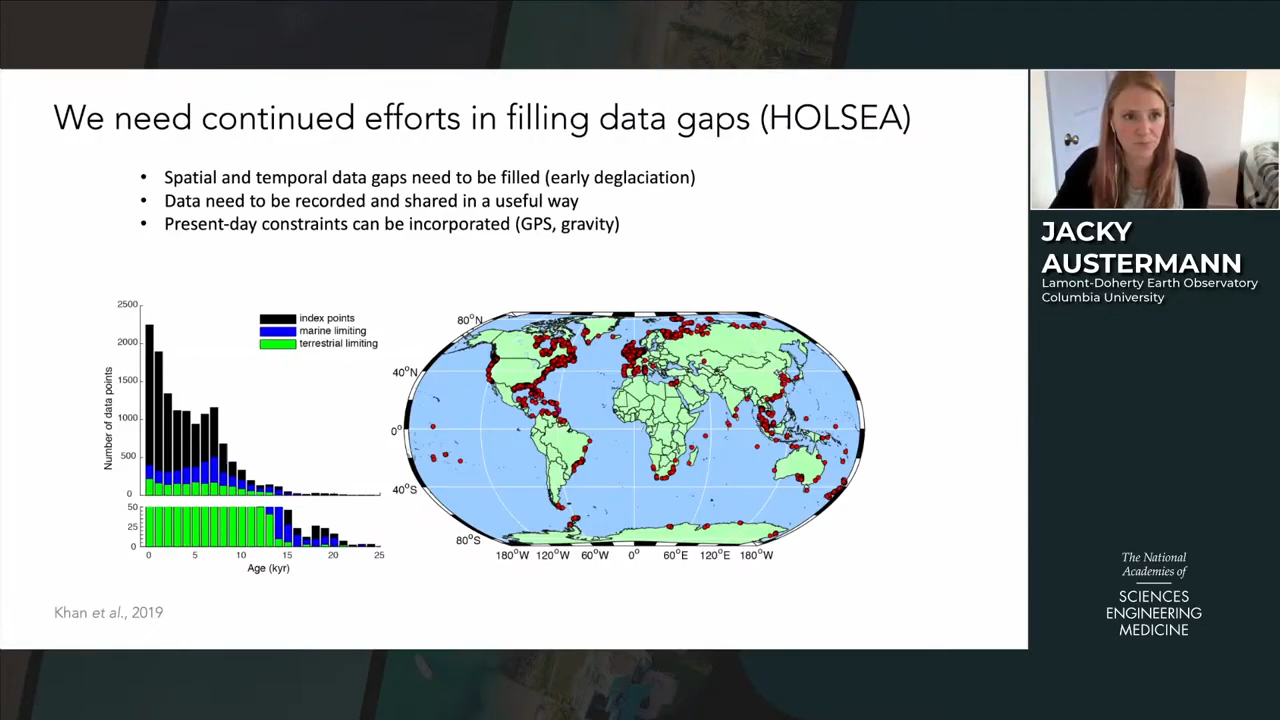 We need continued efforts in filling data gaps (HOLSEA)
• Spatial and temporal data gaps need to be filled (early deglaciation)
• Data need to be recorded and shared in a useful way
• Present-day constraints can be incorporated (GPS, gravity)
2500
2000
1500
1000
500
0
50
25
0
Number of data points
index points
marine limiting
terrestrial limiting
0 5 10 15 20 25
Age (kyr)
80°N
40°N
0°
40°S
80°S
180°W 120°W 60°W 0° 60°E 120°E 180°W
Khan et al., 2019
JACKY
AUSTERMANN
Lamont-Doherty Earth Observatory
Columbia University
The National
Academies of
SCIENCES
ENGINEERING
MEDICINE